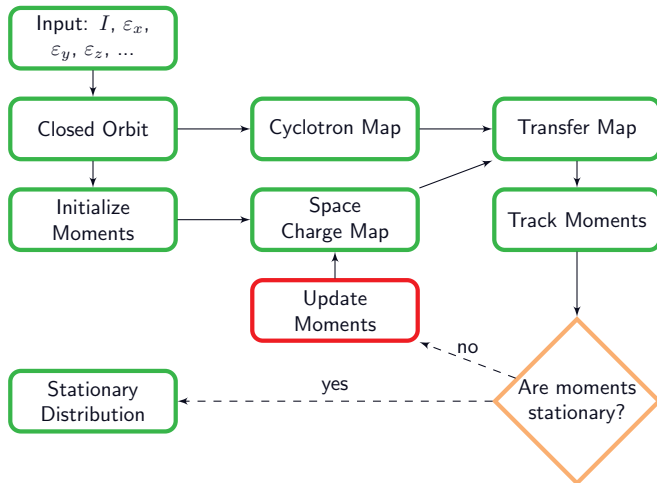 Input: I, εx,
εy, εz, ...
Closed Orbit
Cyclotron Map
Transfer Map
Initialize
Moments
Space
Charge Map
Track Moments
Update
Moments
no
Are moments
stationary?
yes
Stationary
Distribution